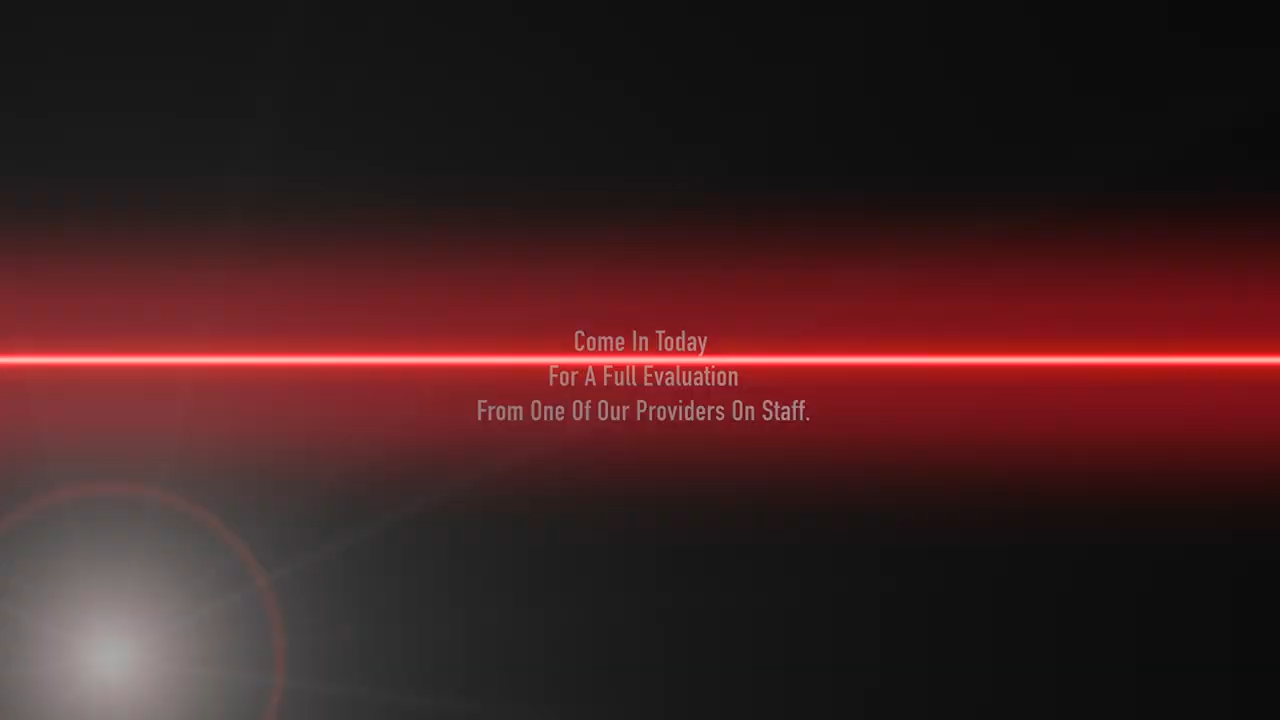 Come In Today
For A Full Evaluation
From One Of Our Providers On Staff.